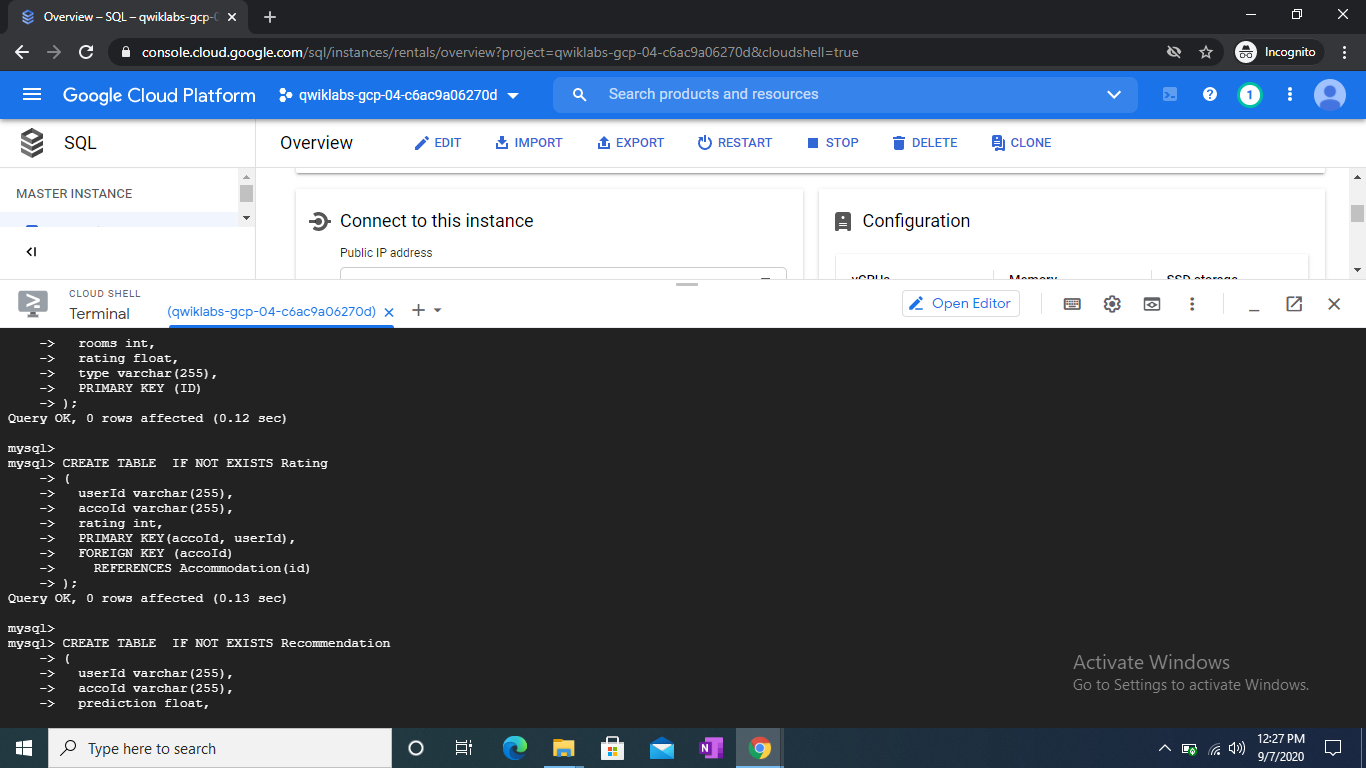 Overview – SQL – qwiklabs-gcp-0
console.cloud.google.com/sql/instances/rentals/overview?project=qwiklabs-gcp-04-c6ac9a06270d&cloudshell=true
Incognito
Google Cloud Platform
qwiklabs-gcp-04-c6ac9a06270d
Search products and resources
1
SQL
Overview
EDIT
IMPORT
EXPORT
RESTART
STOP
DELETE
CLONE
MASTER INSTANCE
Connect to this instance
Public IP address
Configuration
vCPUs
Memory
SSD storage
CLOUD SHELL
Terminal
(qwiklabs-gcp-04-c6ac9a06270d)
Open Editor
-> rooms int,
-> rating float,
-> type varchar(255),
-> PRIMARY KEY (ID)
-> );
Query OK, 0 rows affected (0.12 sec)
mysql>
mysql> CREATE TABLE  IF NOT EXISTS Rating
-> (
-> userId varchar(255),
-> accoId varchar(255),
-> rating int,
-> PRIMARY KEY(accoId, userId),
-> FOREIGN KEY (accoId)
-> REFERENCES Accommodation(id)
-> );
Query OK, 0 rows affected (0.13 sec)
mysql>
mysql> CREATE TABLE  IF NOT EXISTS Recommendation
-> (
-> userId varchar(255),
-> accoId varchar(255),
-> prediction float,
Activate Windows
Go to Settings to activate Windows.
Type here to search
N
12:27 PM
9/7/2020